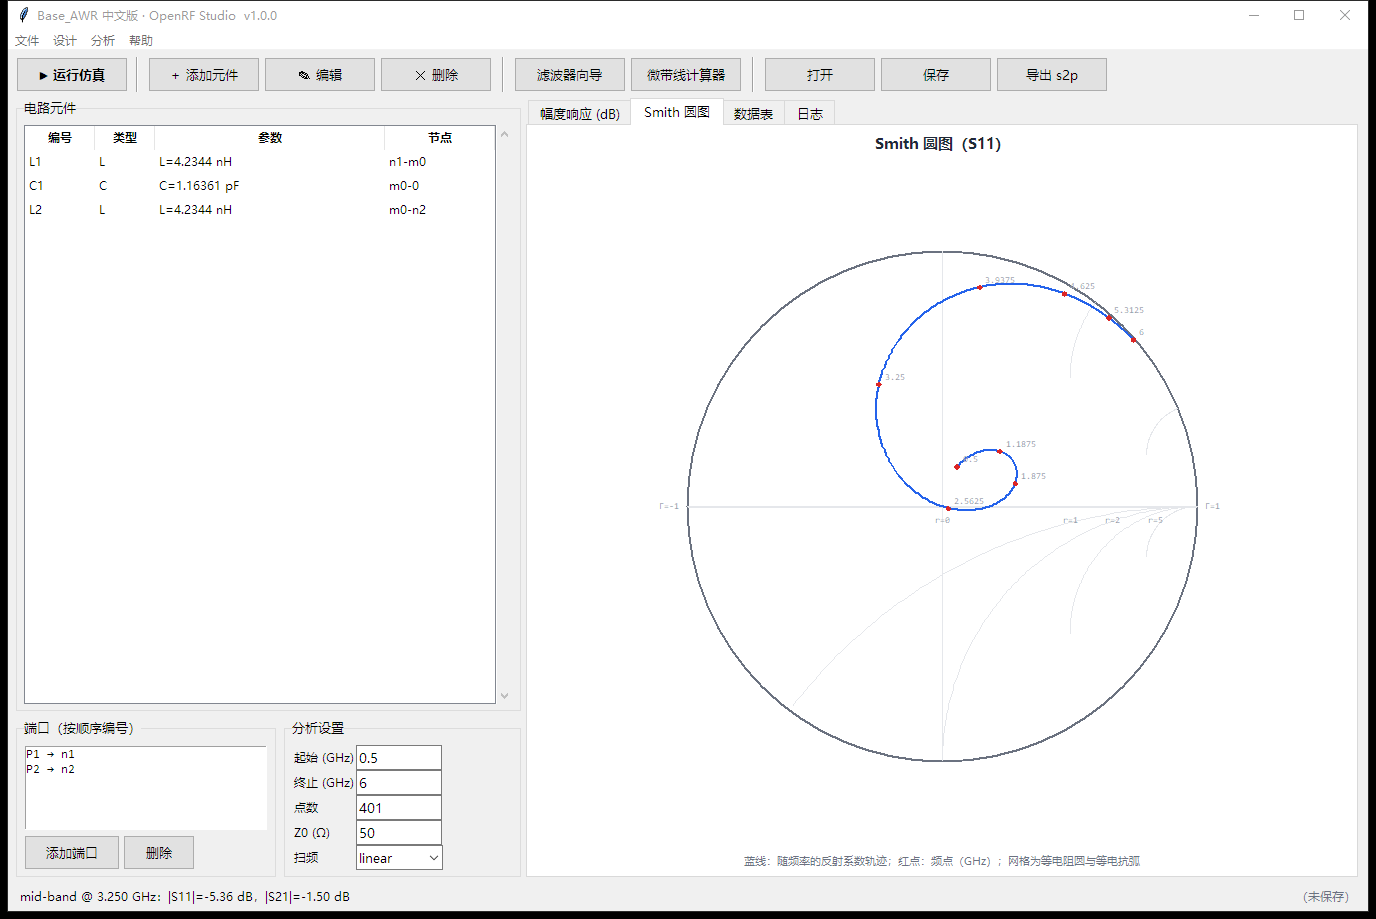 Base_AWR 中文版 · OpenRF Studio v1.0.0
文件 设计 分析 帮助
▶ 运行仿真 + 添加元件 ✎ 编辑 ✕ 删除 滤波器向导 微带线计算器 打开 保存 导出 s2p
电路元件
编号 类型 参数 节点
L1 L L=4.2344 nH n1-m0
C1 C C=1.16361 pF m0-0
L2 L L=4.2344 nH m0-n2
幅度响应 (dB) Smith 圆图 数据表 日志
Smith 圆图（S11）
3.9375
4.625
5.3125
6
3.25
1.1875
0.5
1.875
2.5625
Γ=-1 Γ=1
r=0 r=1 r=2 r=5
蓝线：随频率的反射系数轨迹；红点：频点（GHz）；网格为等电阻圆与等电抗弧
端口（按顺序编号）
P1 → n1
P2 → n2
添加端口 删除
分析设置
起始 (GHz) 0.5
终止 (GHz) 6
点数 401
Z0 (Ω) 50
扫频 linear
mid-band @ 3.250 GHz：|S11|=-5.36 dB，|S21|=-1.50 dB
(未保存)